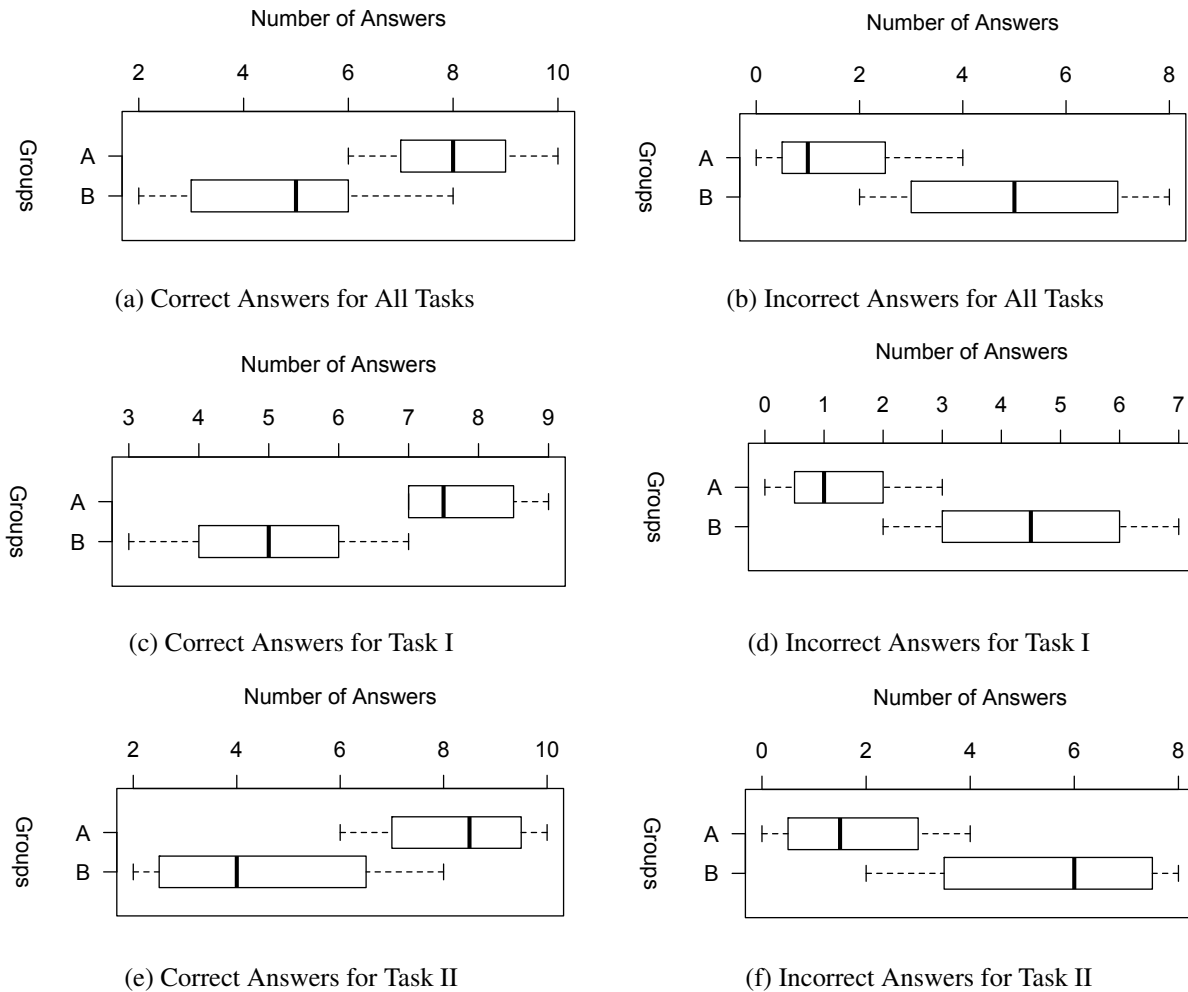 Number of Answers
2 4 6 8 10
Groups
A
B
(a) Correct Answers for All Tasks
Number of Answers
0 2 4 6 8
Groups
A
B
(b) Incorrect Answers for All Tasks
Number of Answers
3 4 5 6 7 8 9
Groups
A
B
(c) Correct Answers for Task I
Number of Answers
0 1 2 3 4 5 6 7
Groups
A
B
(d) Incorrect Answers for Task I
Number of Answers
2 4 6 8 10
Groups
A
B
(e) Correct Answers for Task II
Number of Answers
0 2 4 6 8
Groups
A
B
(f) Incorrect Answers for Task II